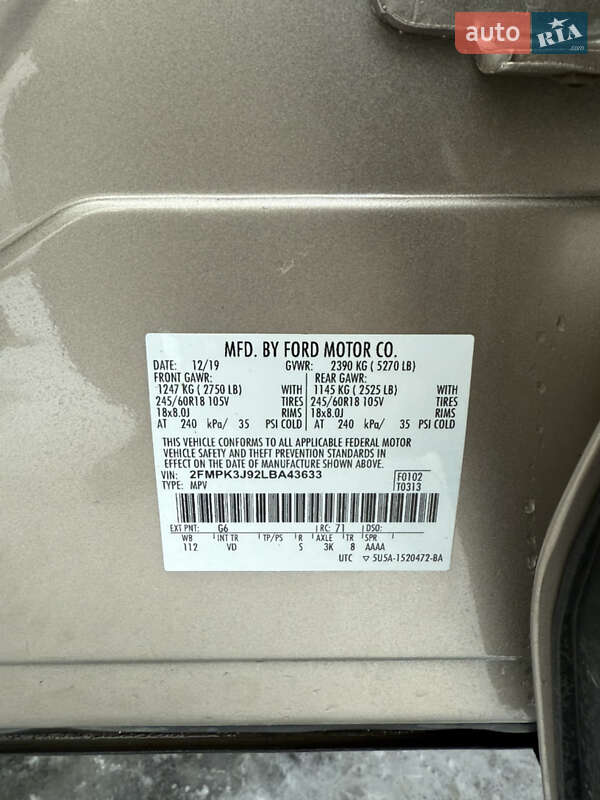 auto RIA .com
MFD. BY FORD MOTOR CO.
DATE: 12/19 GVWR: 2390 KG ( 5270 LB)
FRONT GAWR: REAR GAWR:
1247 KG ( 2750 LB) WITH 1145 KG ( 2525 LB) WITH
245/60R18 105V TIRES 245/60R18 105V TIRES
18x8.0J RIMS 18x8.0J RIMS
AT 240 kPa/ 35 PSI COLD AT 240 kPa/ 35 PSI COLD
THIS VEHICLE CONFORMS TO ALL APPLICABLE FEDERAL MOTOR
VEHICLE SAFETY AND THEFT PREVENTION STANDARDS IN
EFFECT ON THE DATE OF MANUFACTURE SHOWN ABOVE.
VIN: 2FMPK3J92LBA43633 F0102
TYPE: MPV T0313
EXT PNT: G6 RC: 71 DSO:
WB INT TR TP/PS R AXLE TR SPR
112 VD S 3K 8 AAAA
UTC ▽ 5U5A-1520472-BA